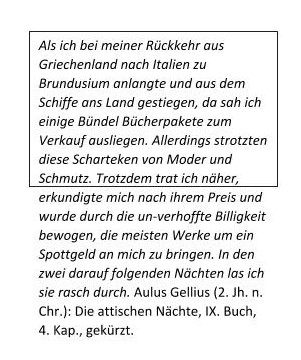 Als ich bei meiner Rückkehr aus
Griechenland nach Italien zu
Brundusium anlangte und aus dem
Schiffe ans Land gestiegen, da sah ich
einige Bündel Bücherpakete zum
Verkauf ausliegen. Allerdings strotzten
diese Scharteken von Moder und
Schmutz. Trotzdem trat ich näher,
erkundigte mich nach ihrem Preis und
wurde durch die un-verhoffte Billigkeit
bewogen, die meisten Werke um ein
Spottgeld an mich zu bringen. In den
zwei darauf folgenden Nächten las ich
sie rasch durch. Aulus Gellius (2. Jh. n.
Chr.): Die attischen Nächte, IX. Buch,
4. Kap., gekürzt.